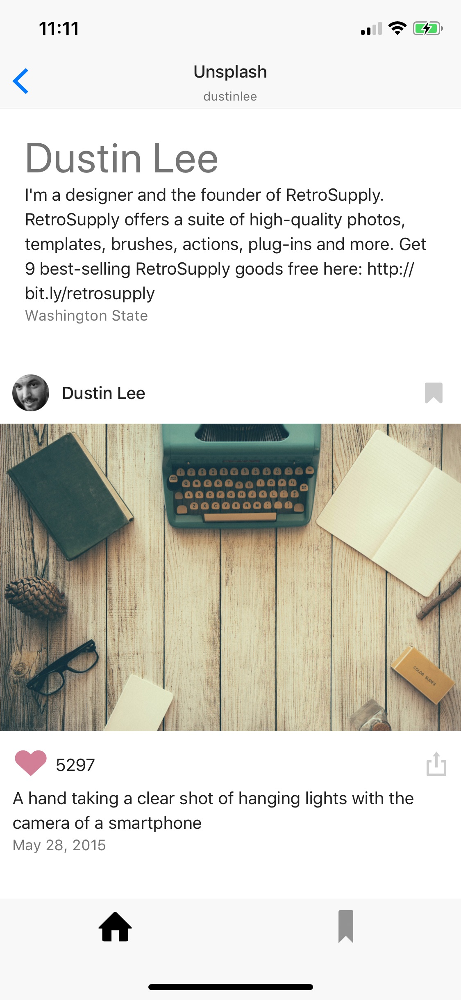 11:11
Unsplash
dustinlee
Dustin Lee
I'm a designer and the founder of RetroSupply.
RetroSupply offers a suite of high-quality photos,
templates, brushes, actions, plug-ins and more. Get
9 best-selling RetroSupply goods free here: http://
bit.ly/retrosupply
Washington State
Dustin Lee
Q W E R T Y U I O P
A S D F G H J K L
Z X C V B N M
COLOR SLIDES
5297
A hand taking a clear shot of hanging lights with the
camera of a smartphone
May 28, 2015